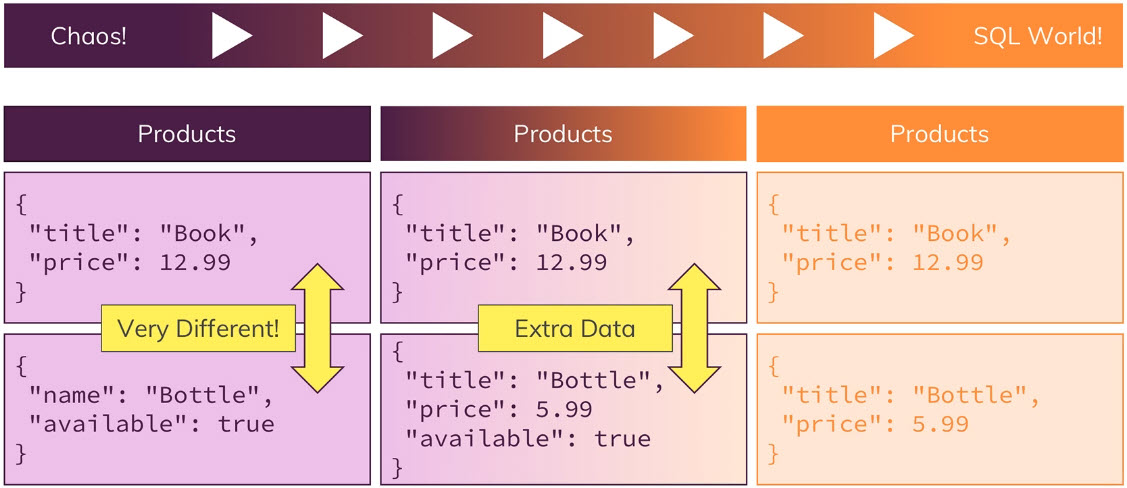 Chaos!
SQL World!
Products
{
"title": "Book",
"price": 12.99
}
Very Different!
{
"name": "Bottle",
"available": true
}
Products
{
"title": "Book",
"price": 12.99
}
Extra Data
{
"title": "Bottle",
"price": 5.99
"available": true
}
Products
{
"title": "Book",
"price": 12.99
}
{
"title": "Bottle",
"price": 5.99
}